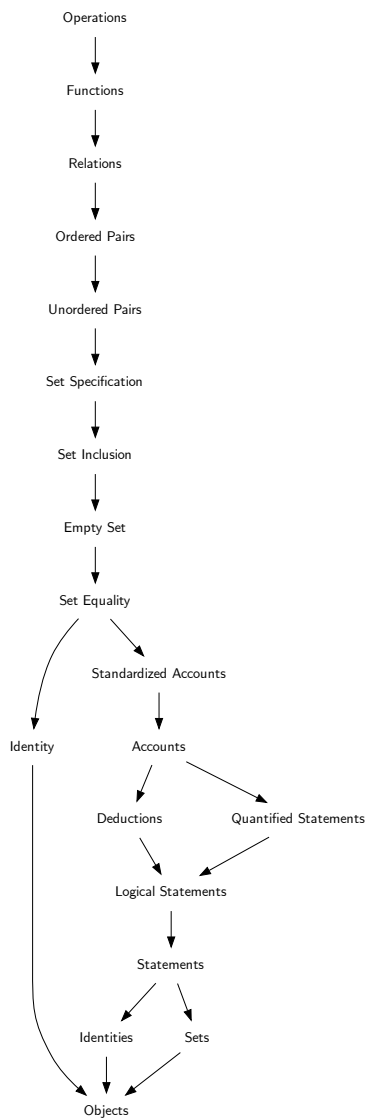 Operations
Functions
Relations
Ordered Pairs
Unordered Pairs
Set Specification
Set Inclusion
Empty Set
Set Equality
Standardized Accounts
Identity
Accounts
Deductions
Quantified Statements
Logical Statements
Statements
Identities
Sets
Objects